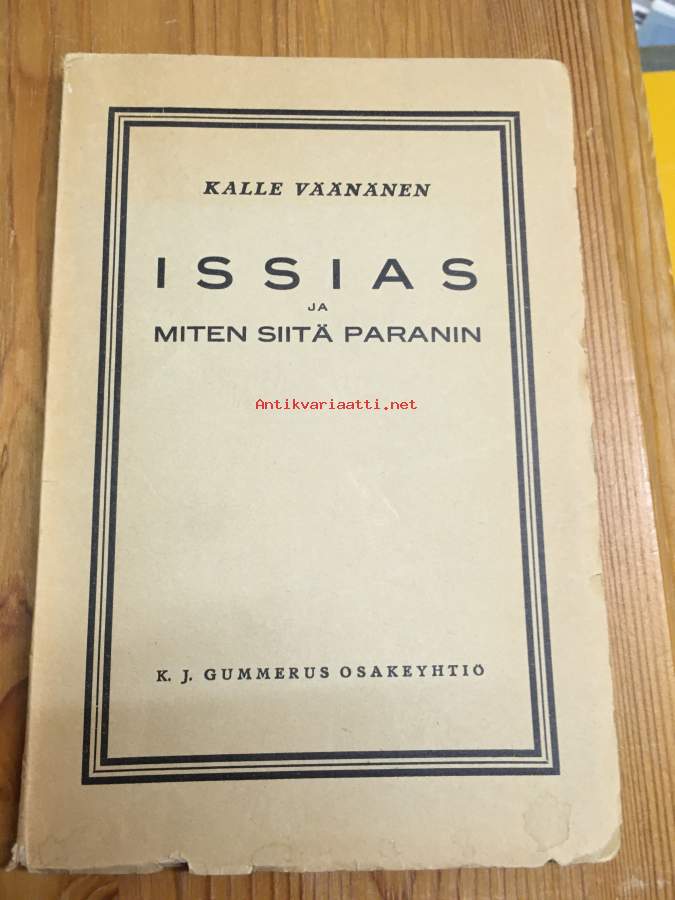 KALLE VÄÄNÄNEN
ISSIAS
JA
MITEN SIITÄ PARANIN
Antikvariaatti.net
K. J. GUMMERUS OSAKEYHTIÖ